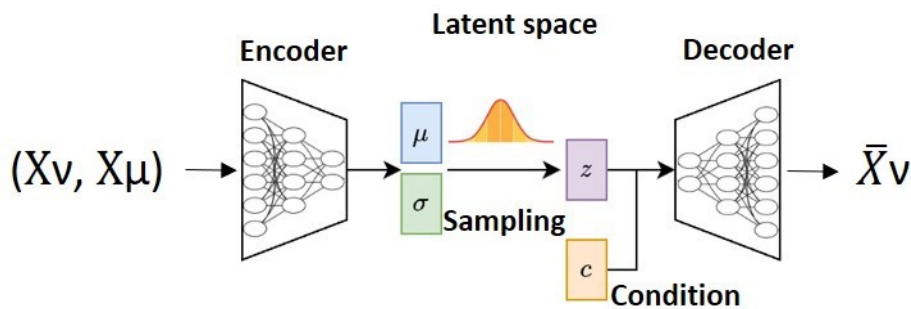 Latent space
Encoder
Decoder
μ
(Xν, Xμ)
z
X̄ν
σ
Sampling
c
Condition